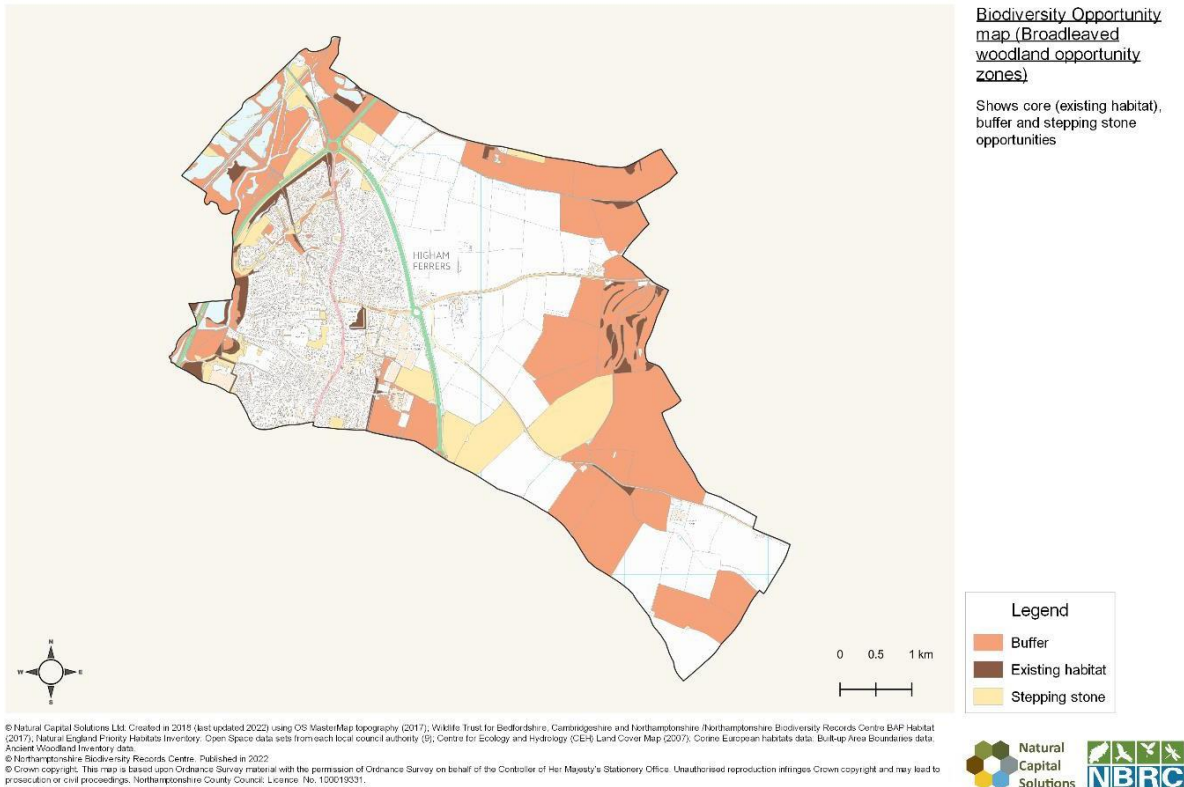 Biodiversity Opportunity
map (Broadleaved
woodland opportunity
zones)
Shows core (existing habitat),
buffer and stepping stone
opportunities
HIGHAM
FERRERS
N
W
E
S
0 0.5 1 km
Legend
Buffer
Existing habitat
Stepping stone
© Natural Capital Solutions Ltd. Created in 2018 (last updated 2022) using OS MasterMap topography (2017); Wildlife Trust for Bedfordshire, Cambridgeshire and Northamptonshire /Northamptonshire Biodiversity Records Centre BAP Habitat
(2017); Natural England Priority Habitats Inventory. Open Space data sets from each local council authority (9); Centre for Ecology and Hydrology (CEH) Land Cover Map (2007); Corine European habitats data. Built-up Area Boundaries data.
Ancient Woodland Inventory data.
© Northamptonshire Biodiversity Records Centre. Published in 2022
© Crown copyright. This map is based upon Ordnance Survey material with the permission of Ordnance Survey on behalf of the Controller of Her Majesty's Stationery Office. Unauthorised reproduction infringes Crown copyright and may lead to
prosecution or civil proceedings. Northamptonshire County Council: Licence No. 100019331.
Natural
Capital
Solutions
NBRC